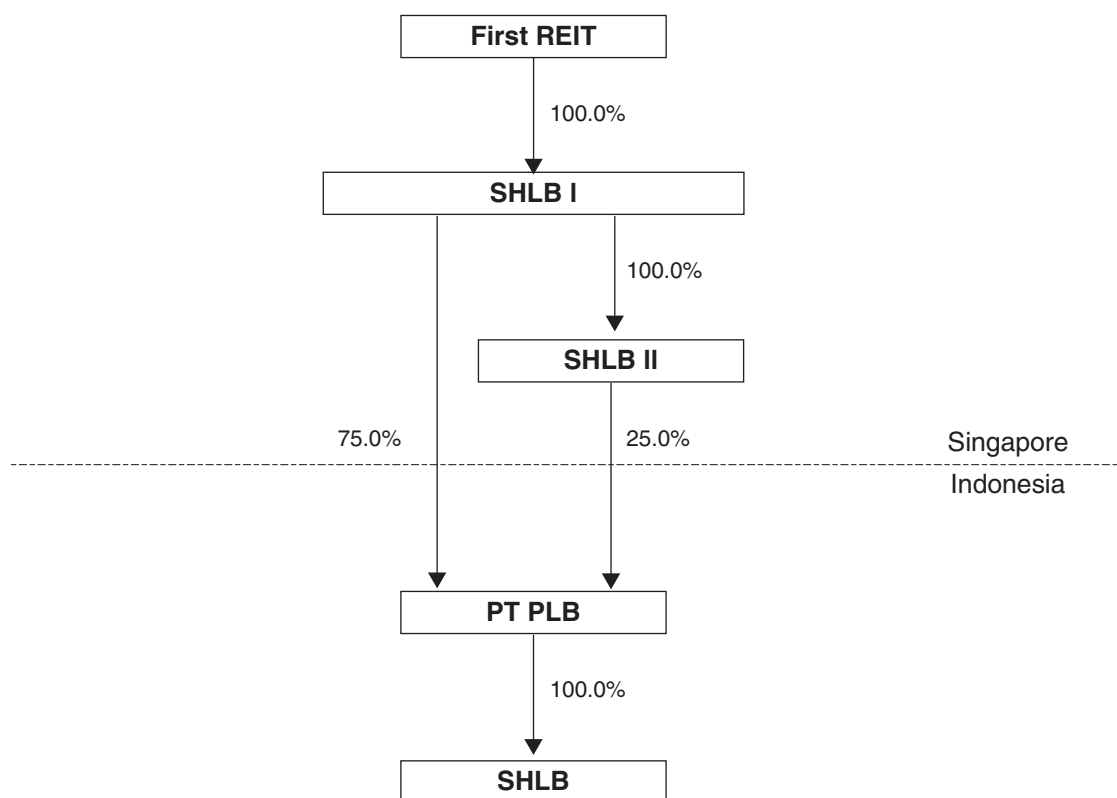 First REIT
100.0%
SHLB I
100.0%
SHLB II
75.0%
25.0%
Singapore
Indonesia
PT PLB
100.0%
SHLB